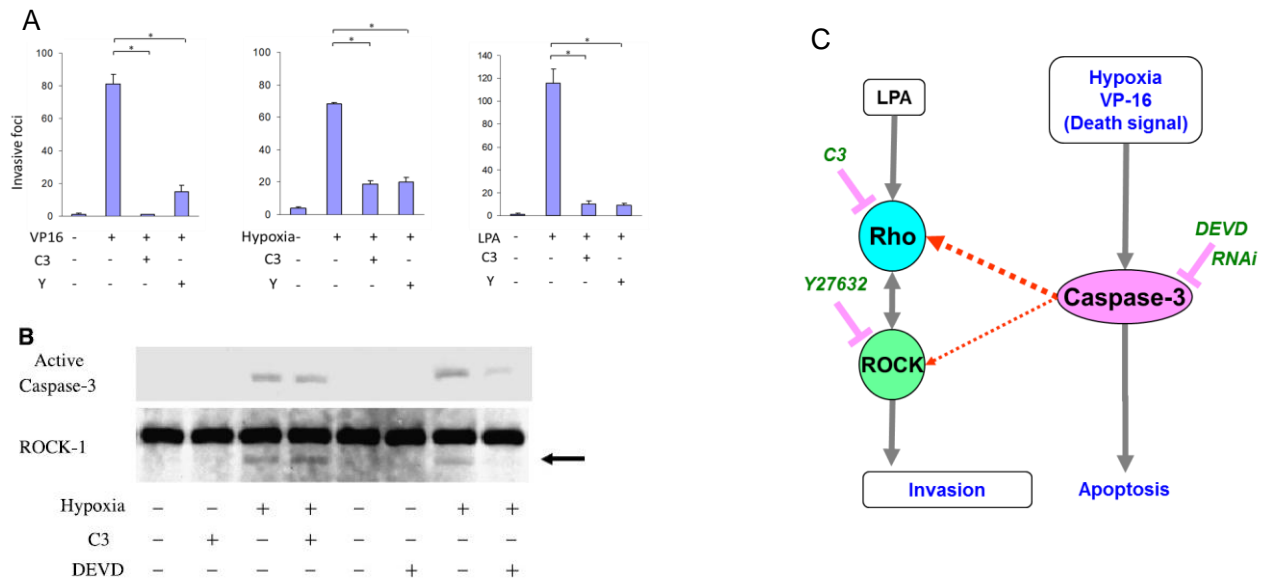 A
* * *
* * *
100 100 140
80 80 120
60 60 100
40 40 80
20 20 60
0 0 40
20
0
Invasive foci
VP16 - + + +
C3 - - + -
Y - - - +
Hypoxia- + + +
C3 - - + -
Y - - - +
LPA - + + +
C3 - - + -
Y - - - +
B
Active
Caspase-3
ROCK-1
Hypoxia − − + + − − + +
C3 − + − + − − − −
DEVD − − − − − + − +
C
LPA
Hypoxia
VP-16
(Death signal)
C3
Rho
DEVD
RNAi
Y27632
Caspase-3
ROCK
Invasion
Apoptosis